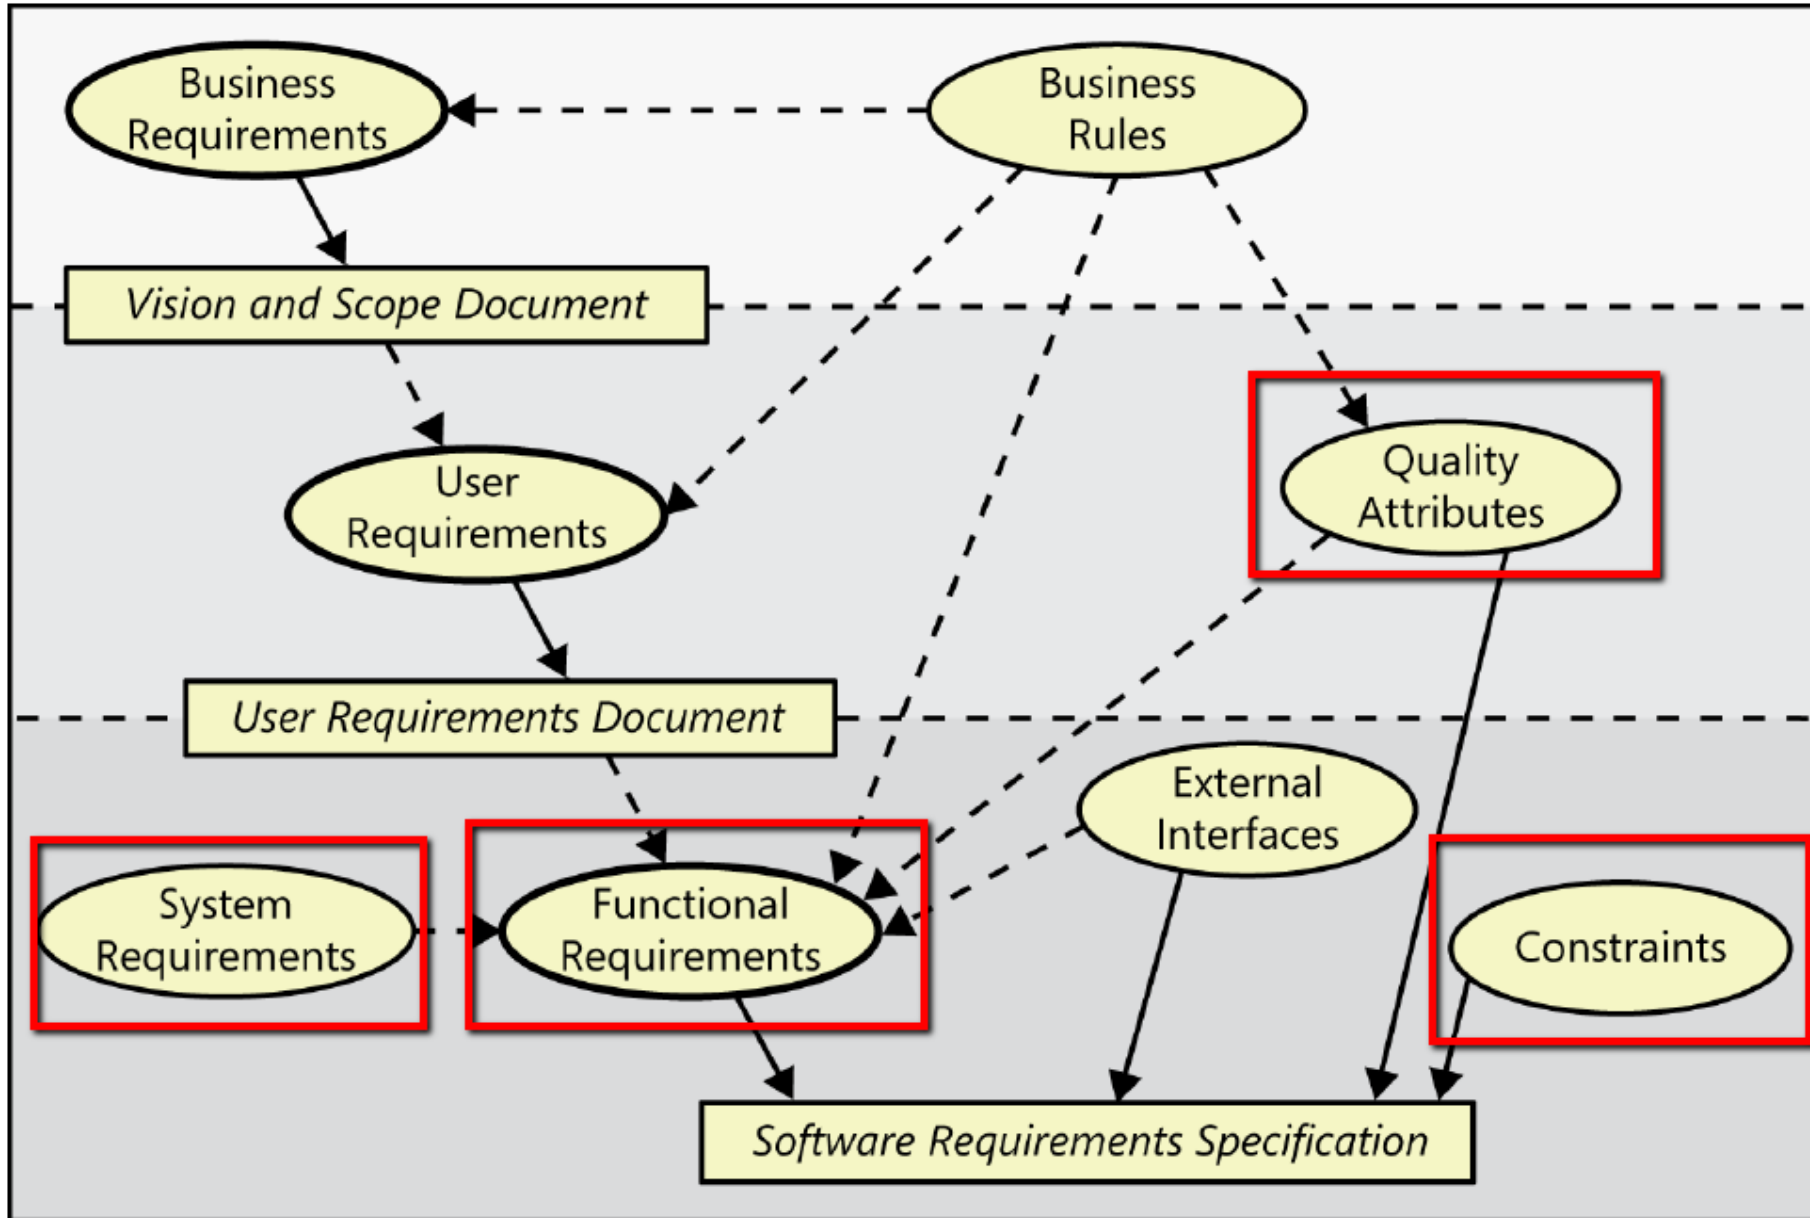 Business
Requirements
Business
Rules
Vision and Scope Document
User
Requirements
Quality
Attributes
User Requirements Document
External
Interfaces
System
Requirements
Functional
Requirements
Constraints
Software Requirements Specification